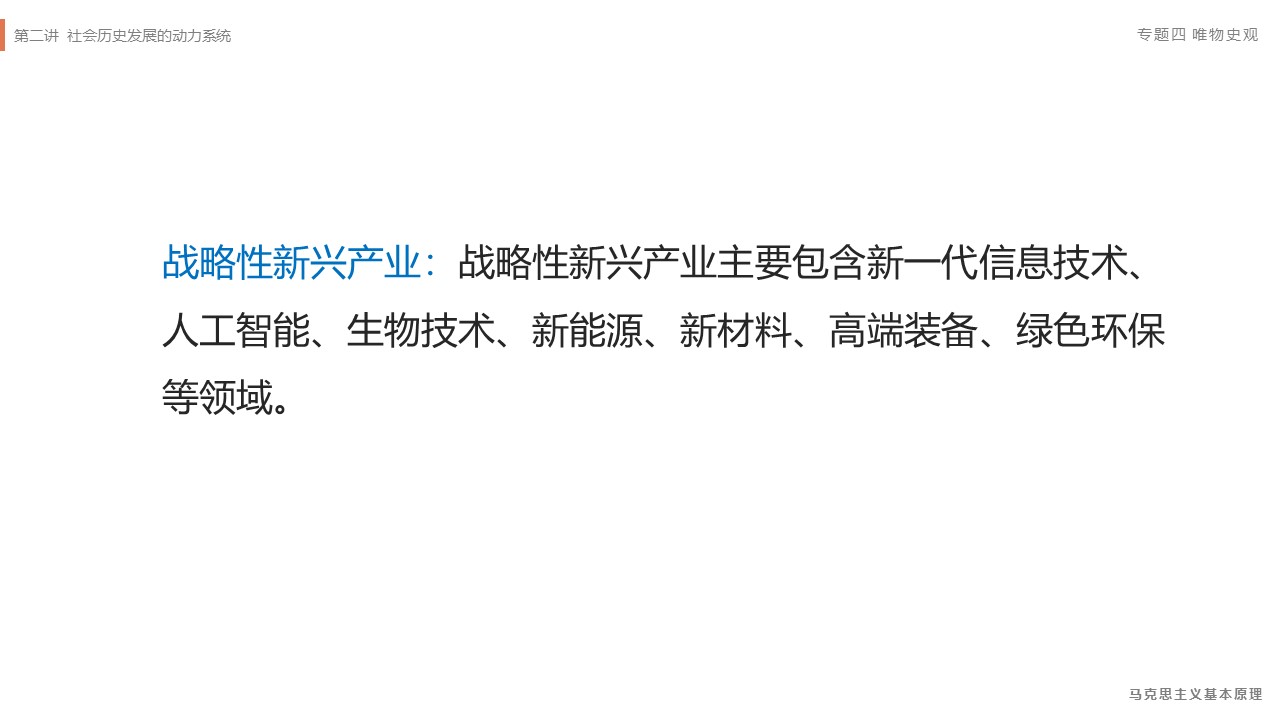 第二讲 社会历史发展的动力系统
专题四 唯物史观
战略性新兴产业：战略性新兴产业主要包含新一代信息技术、
人工智能、生物技术、新能源、新材料、高端装备、绿色环保
等领域。
马克思主义基本原理